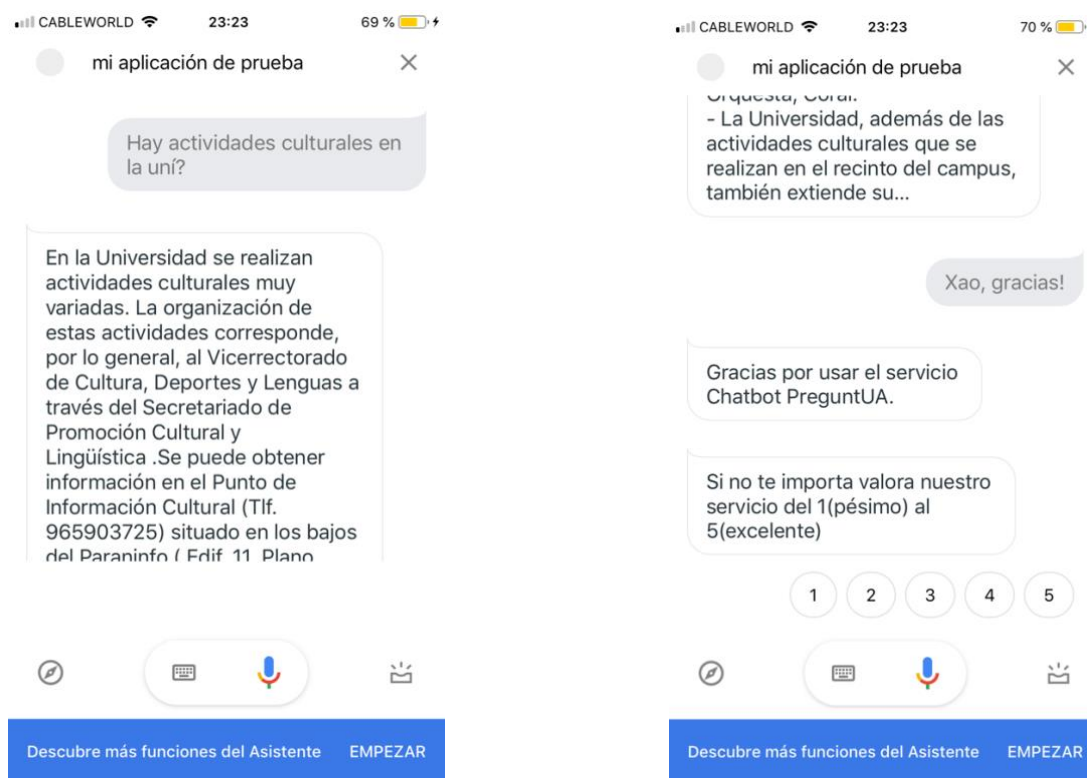 CABLEWORLD 23:23 69 %
mi aplicación de prueba
Hay actividades culturales en
la uní?
En la Universidad se realizan
actividades culturales muy
variadas. La organización de
estas actividades corresponde,
por lo general, al Vicerrectorado
de Cultura, Deportes y Lenguas a
través del Secretariado de
Promoción Cultural y
Lingüística .Se puede obtener
información en el Punto de
Información Cultural (Tlf.
965903725) situado en los bajos
del Paraninfo ( Edif. 11, Plano
Descubre más funciones del Asistente EMPEZAR
CABLEWORLD 23:23 70 %
mi aplicación de prueba
Orquesta, Coral.
- La Universidad, además de las
actividades culturales que se
realizan en el recinto del campus,
también extiende su...
Xao, gracias!
Gracias por usar el servicio
Chatbot PreguntUA.
Si no te importa valora nuestro
servicio del 1(pésimo) al
5(excelente)
1 2 3 4 5
Descubre más funciones del Asistente EMPEZAR